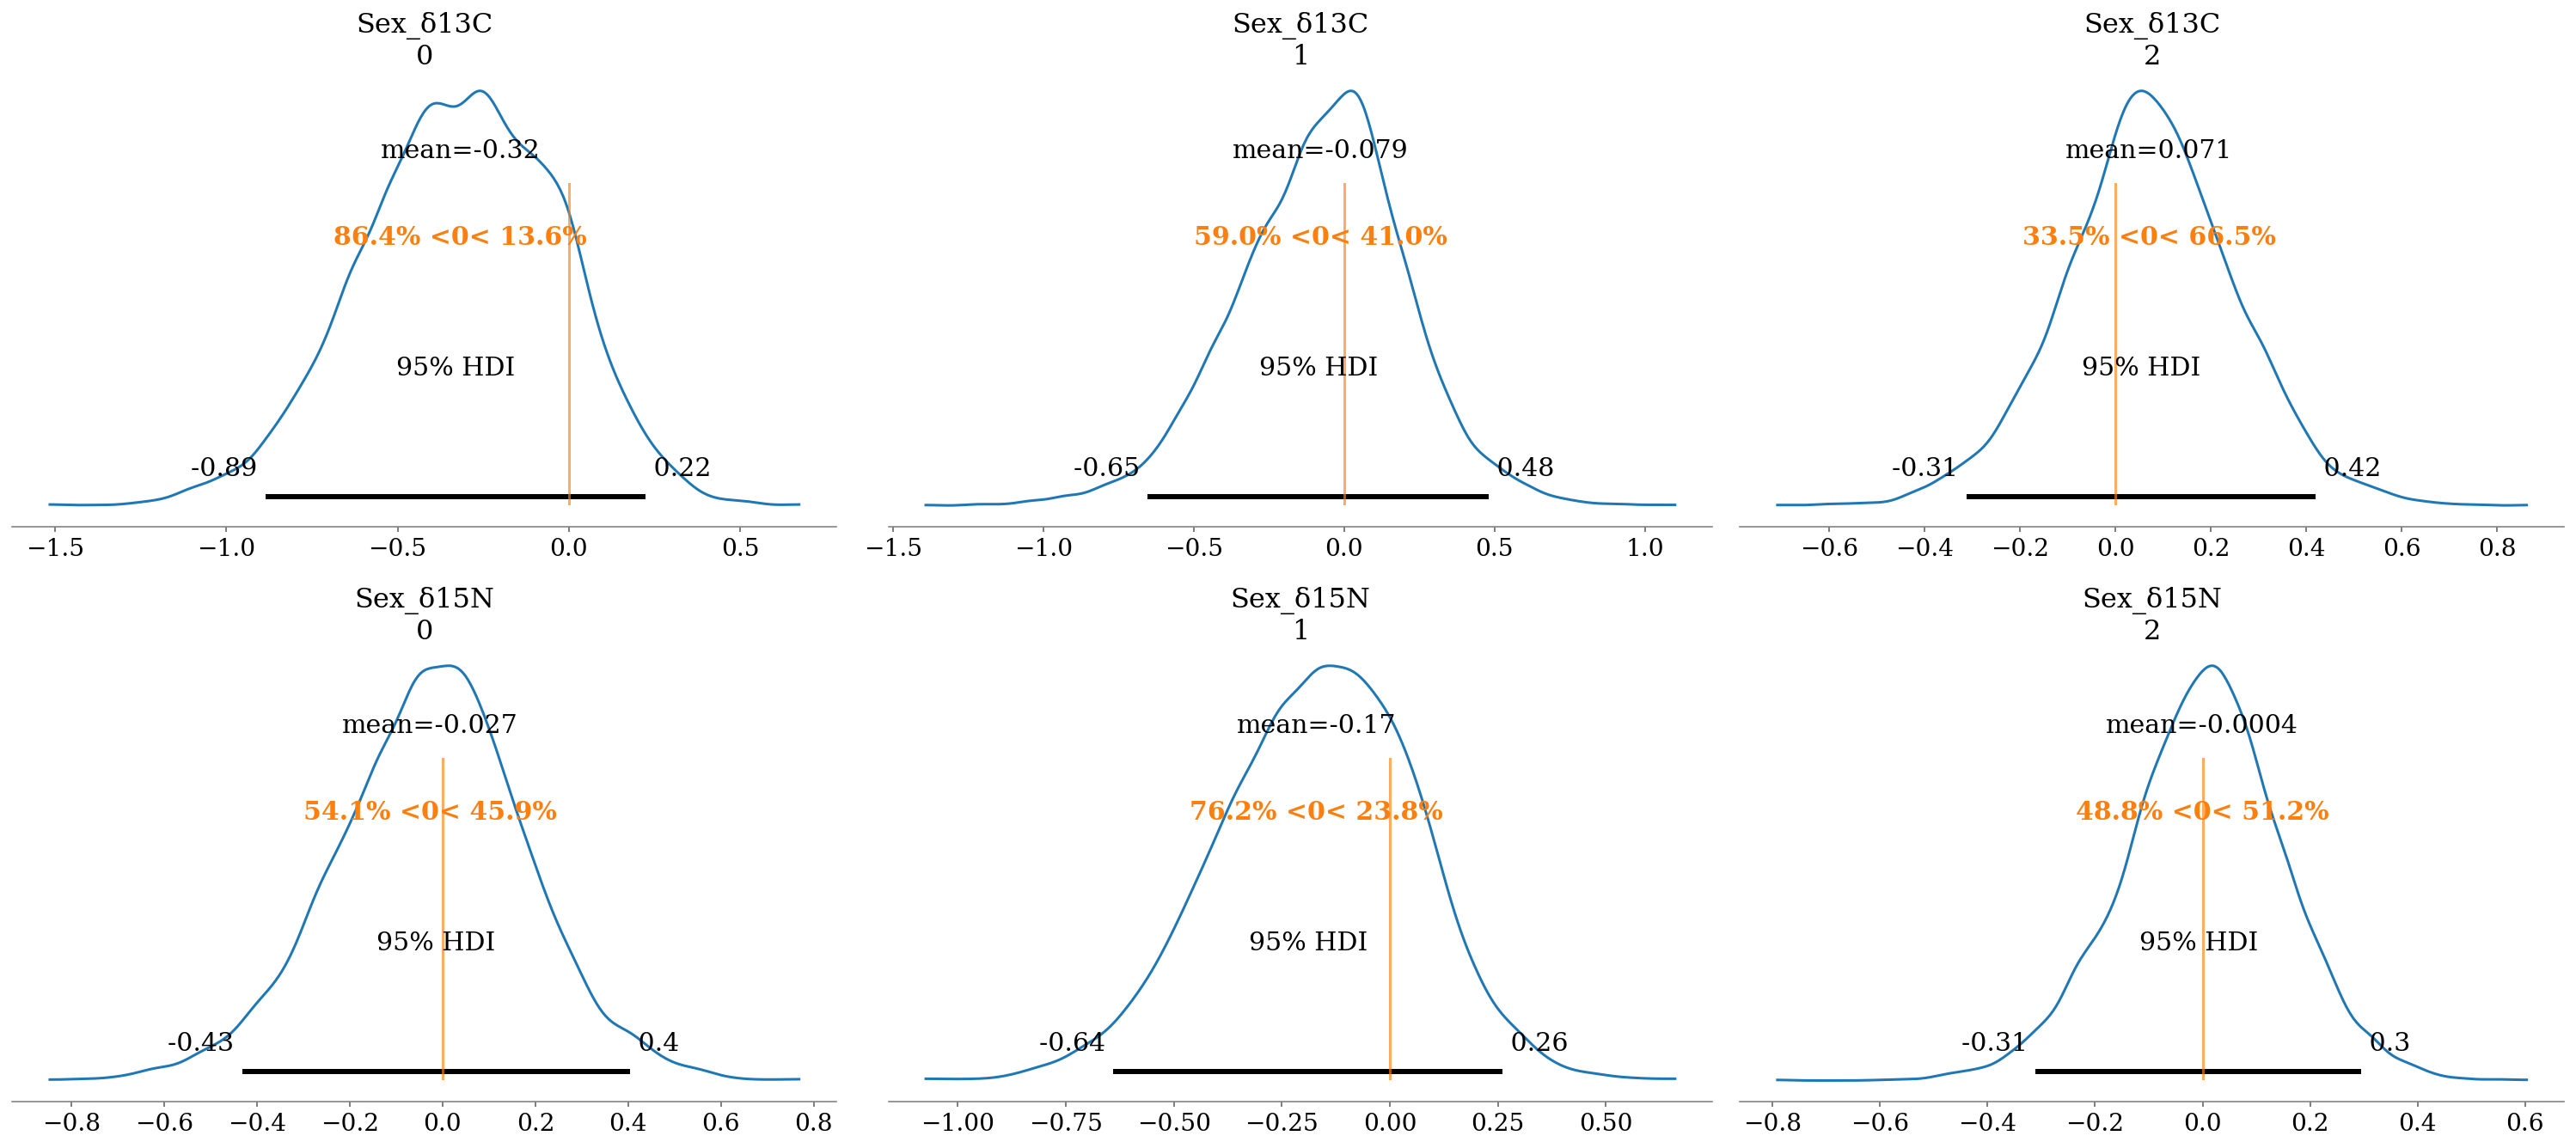 Sex_δ13C
0
mean=-0.32
86.4% <0< 13.6%
95% HDI
-0.89
0.22
−1.5 −1.0 −0.5 0.0 0.5
Sex_δ13C
1
mean=-0.079
59.0% <0< 41.0%
95% HDI
-0.65
0.48
−1.5 −1.0 −0.5 0.0 0.5 1.0
Sex_δ13C
2
mean=0.071
33.5% <0< 66.5%
95% HDI
-0.31
0.42
−0.6 −0.4 −0.2 0.0 0.2 0.4 0.6 0.8
Sex_δ15N
0
mean=-0.027
54.1% <0< 45.9%
95% HDI
-0.43
0.4
−0.8 −0.6 −0.4 −0.2 0.0 0.2 0.4 0.6 0.8
Sex_δ15N
1
mean=-0.17
76.2% <0< 23.8%
95% HDI
-0.64
0.26
−1.00 −0.75 −0.50 −0.25 0.00 0.25 0.50
Sex_δ15N
2
mean=-0.0004
48.8% <0< 51.2%
95% HDI
-0.31
0.3
−0.8 −0.6 −0.4 −0.2 0.0 0.2 0.4 0.6